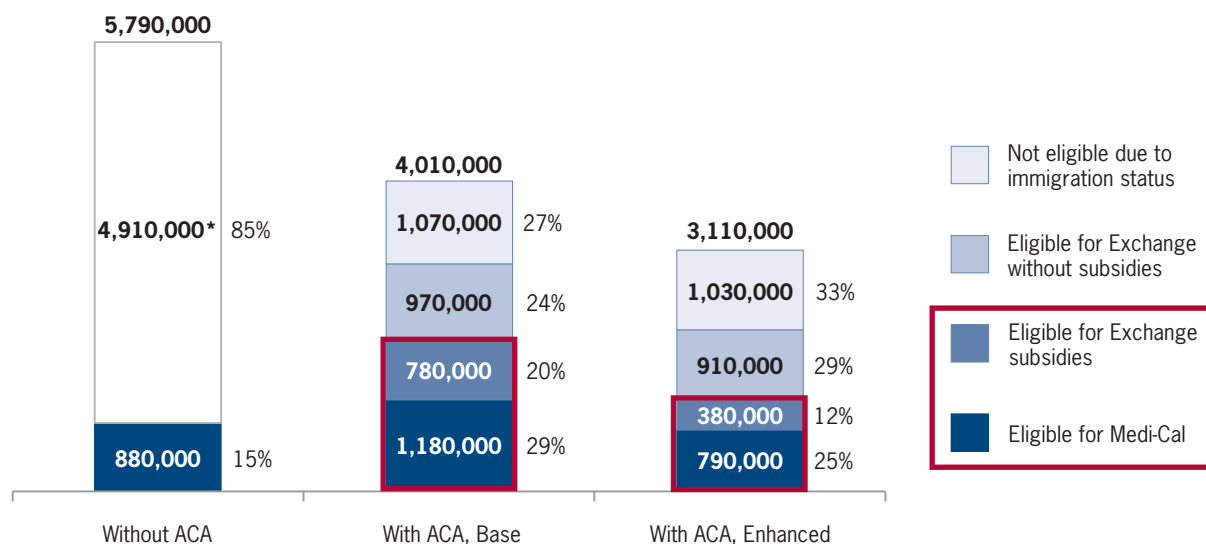 5,790,000
4,910,000* 85%
880,000 15%
Without ACA
4,010,000
1,070,000 27%
970,000 24%
780,000 20%
1,180,000 29%
With ACA, Base
3,110,000
1,030,000 33%
910,000 29%
380,000 12%
790,000 25%
With ACA, Enhanced
Not eligible due to
immigration status
Eligible for Exchange
without subsidies
Eligible for Exchange
subsidies
Eligible for Medi-Cal